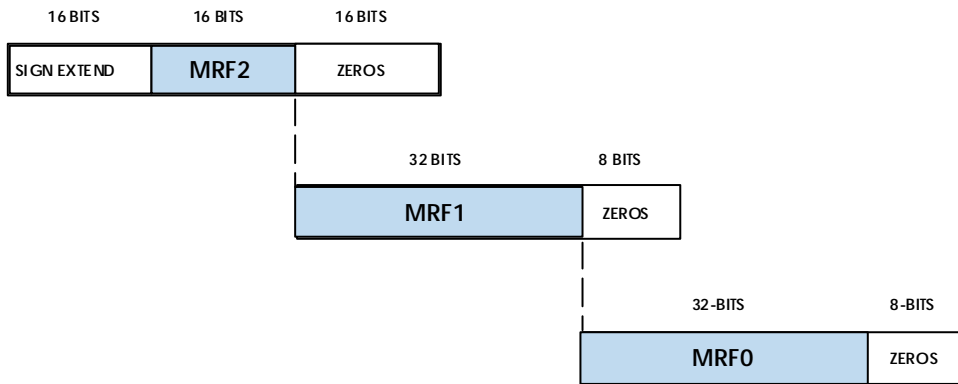 16 BITS 16 BITS 16 BITS
SIGN EXTEND MRF2 ZEROS
32 BITS 8 BITS
MRF1 ZEROS
32-BITS 8-BITS
MRF0 ZEROS